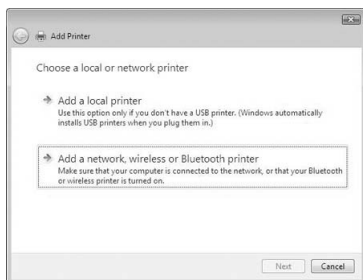 Add Printer
Choose a local or network printer
Add a local printer
Use this option only if you don't have a USB printer. (Windows automatically
installs USB printers when you plug them in.)
Add a network, wireless or Bluetooth printer
Make sure that your computer is connected to the network, or that your Bluetooth
or wireless printer is turned on.
Next
Cancel